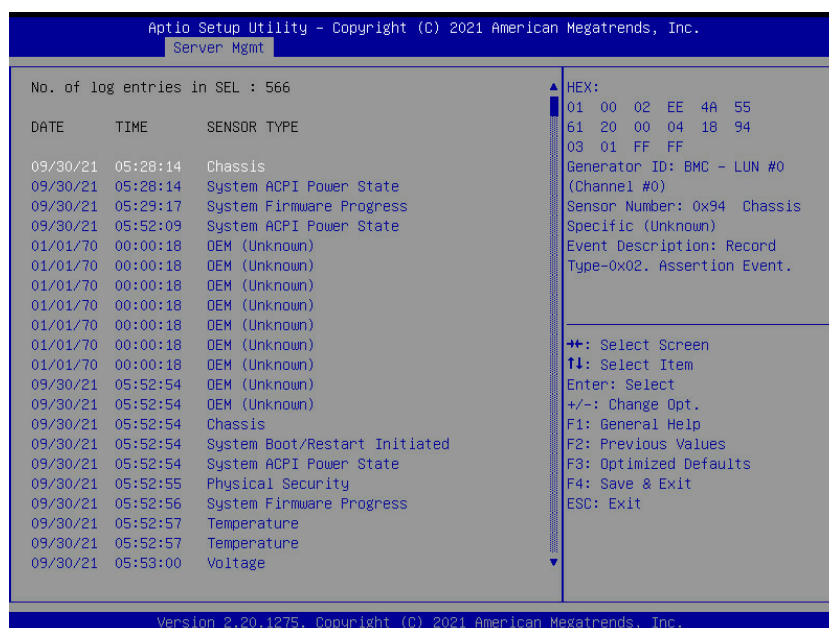 Aptio Setup Utility – Copyright (C) 2021 American Megatrends, Inc.
Server Mgmt
No. of log entries in SEL : 566
DATE TIME SENSOR TYPE
09/30/21 05:28:14 Chassis
09/30/21 05:28:14 System ACPI Power State
09/30/21 05:29:17 System Firmware Progress
09/30/21 05:52:09 System ACPI Power State
01/01/70 00:00:18 OEM (Unknown)
01/01/70 00:00:18 OEM (Unknown)
01/01/70 00:00:18 OEM (Unknown)
01/01/70 00:00:18 OEM (Unknown)
01/01/70 00:00:18 OEM (Unknown)
01/01/70 00:00:18 OEM (Unknown)
01/01/70 00:00:18 OEM (Unknown)
09/30/21 05:52:54 OEM (Unknown)
09/30/21 05:52:54 OEM (Unknown)
09/30/21 05:52:54 Chassis
09/30/21 05:52:54 System Boot/Restart Initiated
09/30/21 05:52:54 System ACPI Power State
09/30/21 05:52:55 Physical Security
09/30/21 05:52:56 System Firmware Progress
09/30/21 05:52:57 Temperature
09/30/21 05:52:57 Temperature
09/30/21 05:53:00 Voltage
HEX:
01 00 02 EE 4A 55
61 20 00 04 18 94
03 01 FF FF
Generator ID: BMC – LUN #0
(Channel #0)
Sensor Number: 0x94 Chassis
Specific (Unknown)
Event Description: Record
Type-0x02. Assertion Event.
→←: Select Screen
↑↓: Select Item
Enter: Select
+/-: Change Opt.
F1: General Help
F2: Previous Values
F3: Optimized Defaults
F4: Save & Exit
ESC: Exit
Version 2.20.1275. Copyright (C) 2021 American Megatrends, Inc.